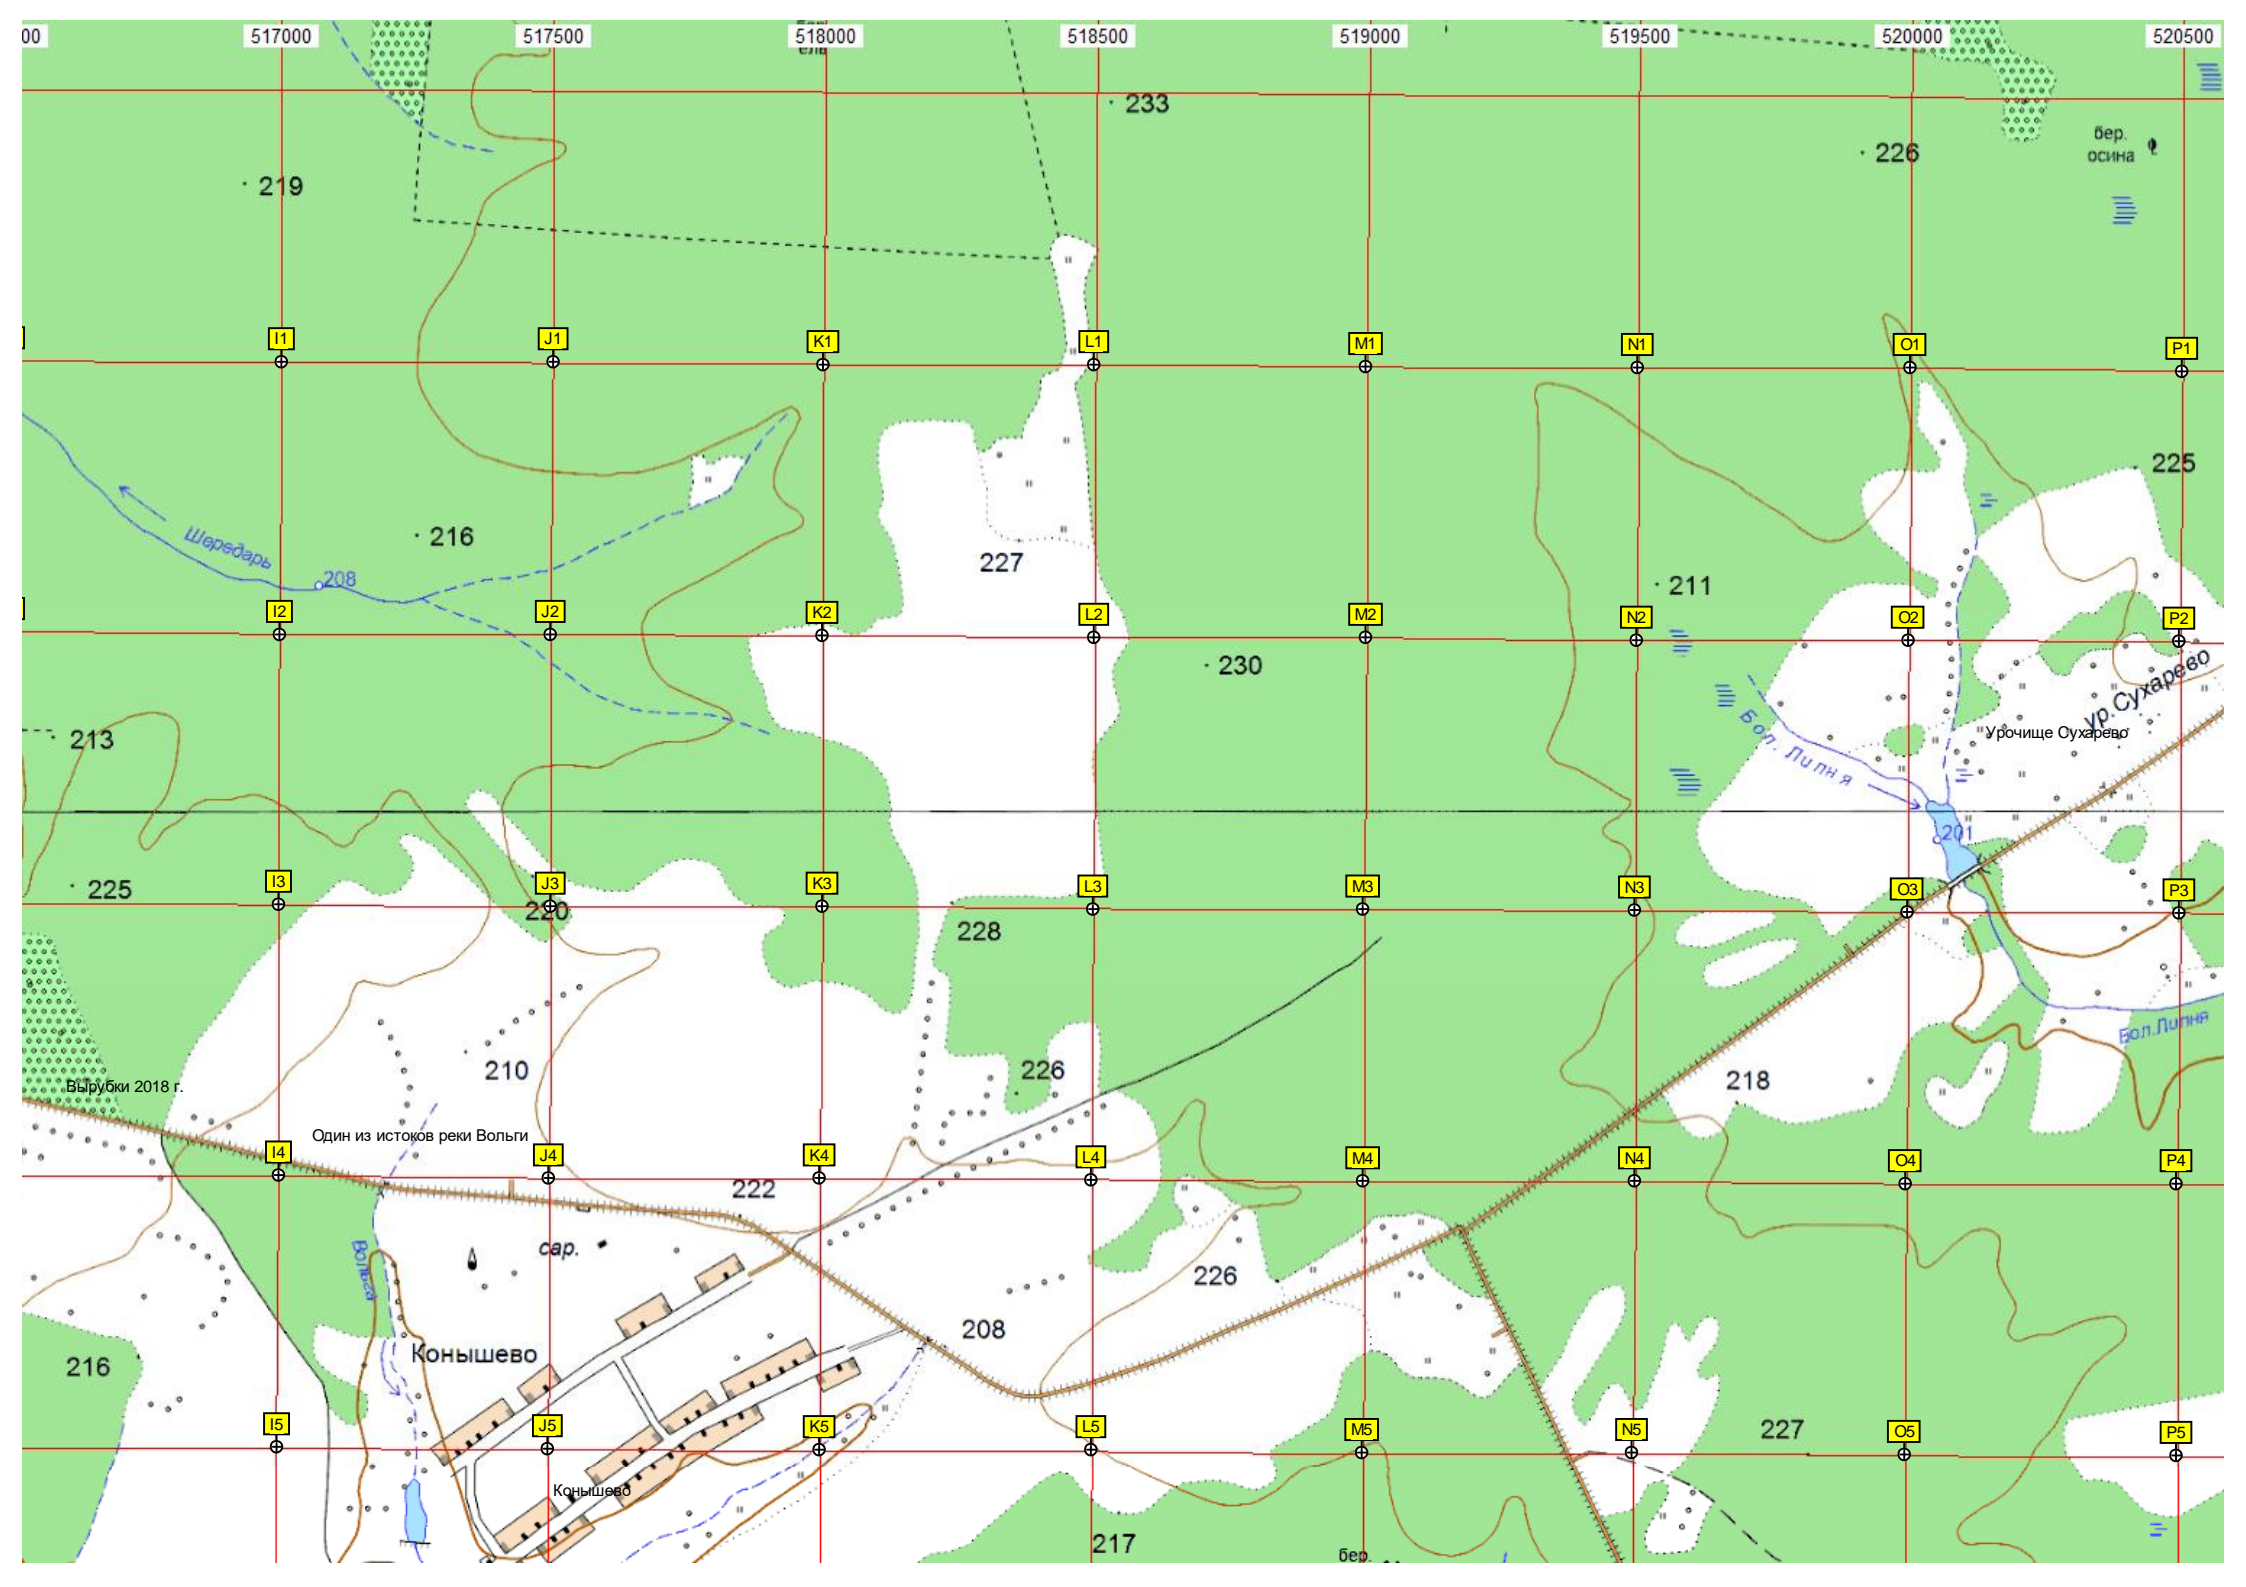 00 517000 517500 518000 518500 519000 519500 520000 520500
ель
233
бер.
осина
226
219
I1 J1 K1 L1 M1 N1 O1 P1
225
216
Шередарь
208
227
211
I2 J2 K2 L2 M2 N2 O2 P2
230
ур.Сухарево
Урочище Сухарево
213
Бол. Липня
201
225
I3 J3 K3 L3 M3 N3 O3 P3
220
228
Бол.Липня
210
226
218
Вырубки 2018 г.
Один из истоков реки Вольги
I4 J4 K4 L4 M4 N4 O4 P4
222
сар.
Вольга
226
208
Конышево
216
I5 J5 K5 L5 M5 N5 O5 P5
227
Конышево
217
бер.